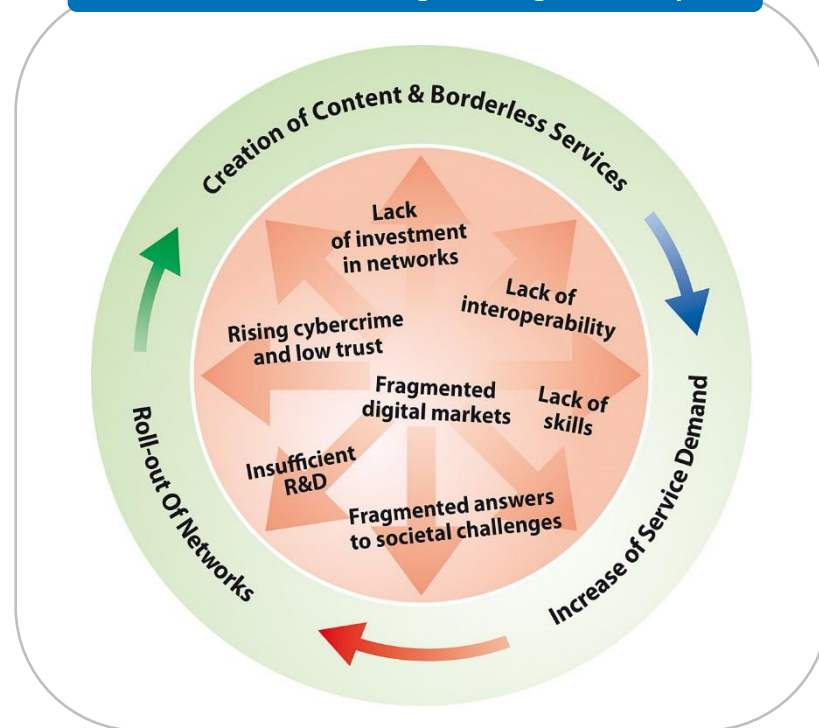 Creation of Content & Borderless Services
Lack
of investment
in networks
Lack of
interoperability
Rising cybercrime
and low trust
Fragmented
digital markets
Lack of
skills
Insufficient
R&D
Fragmented answers
to societal challenges
Roll-out Of Networks
Increase of Service Demand